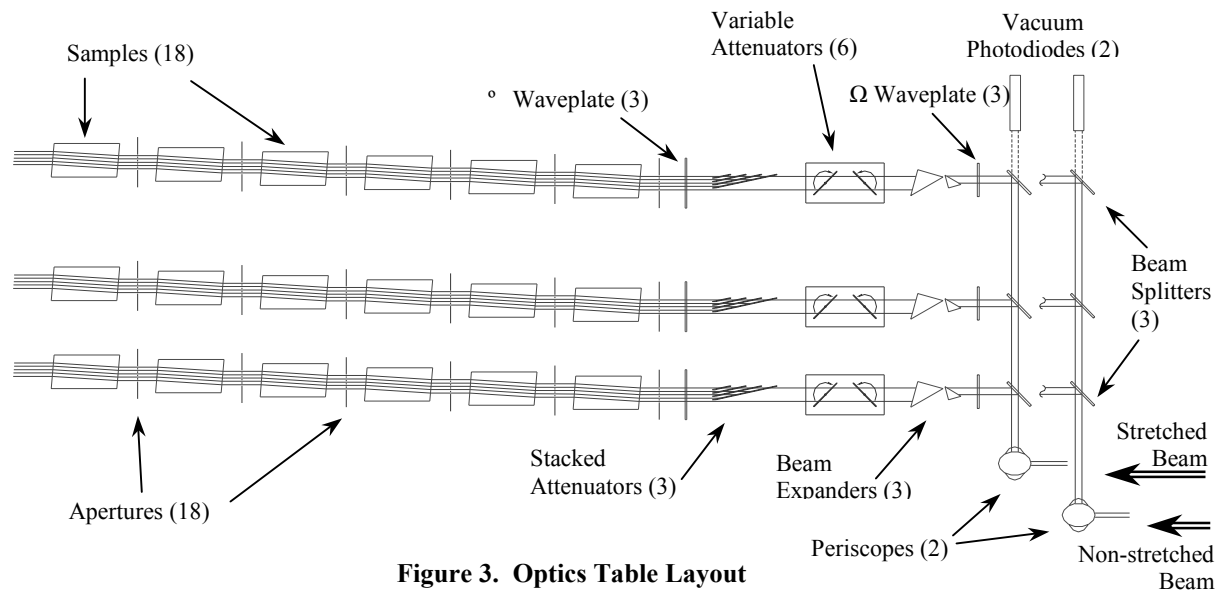 Samples (18)
º Waveplate (3)
Variable
Attenuators (6)
Ω Waveplate (3)
Vacuum
Photodiodes (2)
Beam
Splitters
(3)
Stretched
Beam
Non-stretched
Beam
Apertures (18)
Stacked
Attenuators (3)
Beam
Expanders (3)
Periscopes (2)
Figure 3. Optics Table Layout